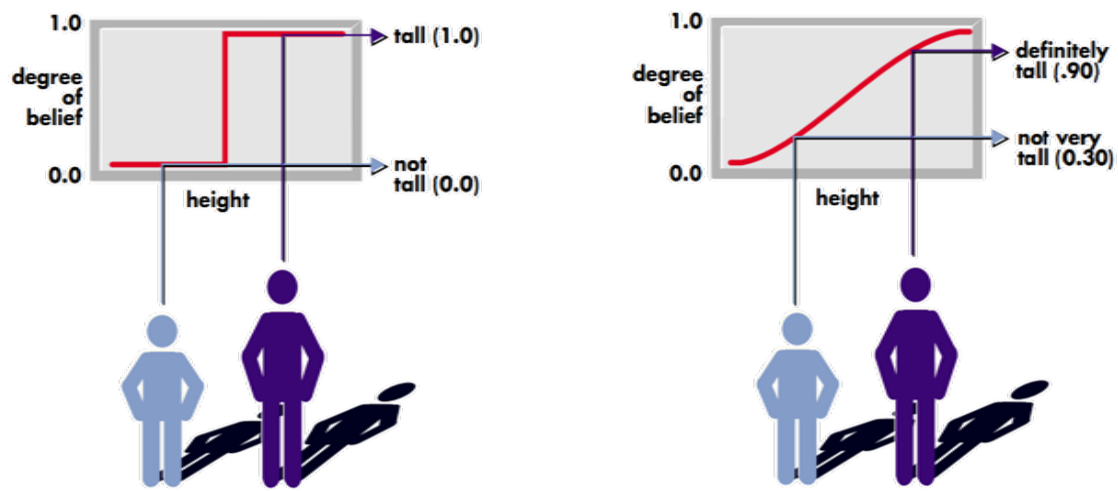 1.0
degree
of
belief
0.0
height
tall (1.0)
not
tall (0.0)
1.0
degree
of
belief
0.0
height
definitely
tall (.90)
not very
tall (0.30)